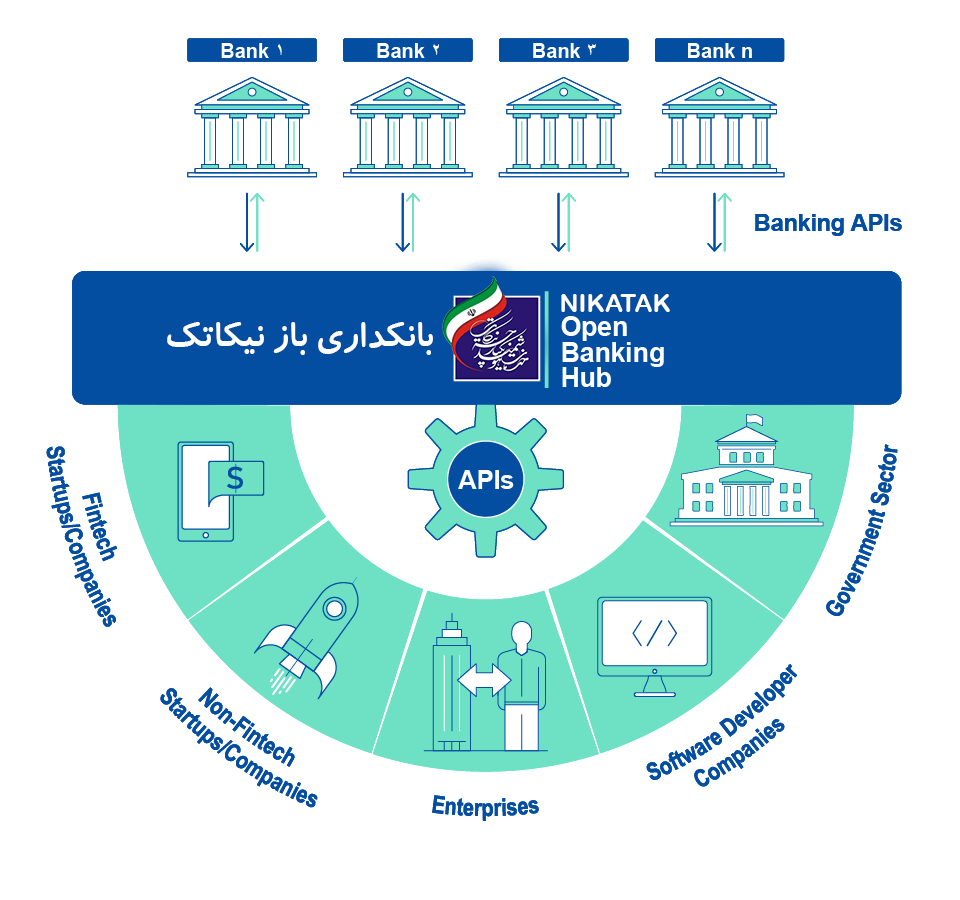 Bank ۱
Bank ۲
Bank ۳
Bank n
Banking APIs
بانکداری باز نیکاتک
NIKATAK
Open
Banking
Hub
APIs
$
</>
Fintech
Startups/Companies
Non-Fintech
Startups/Companies
Enterprises
Software Developer
Companies
Government Sector